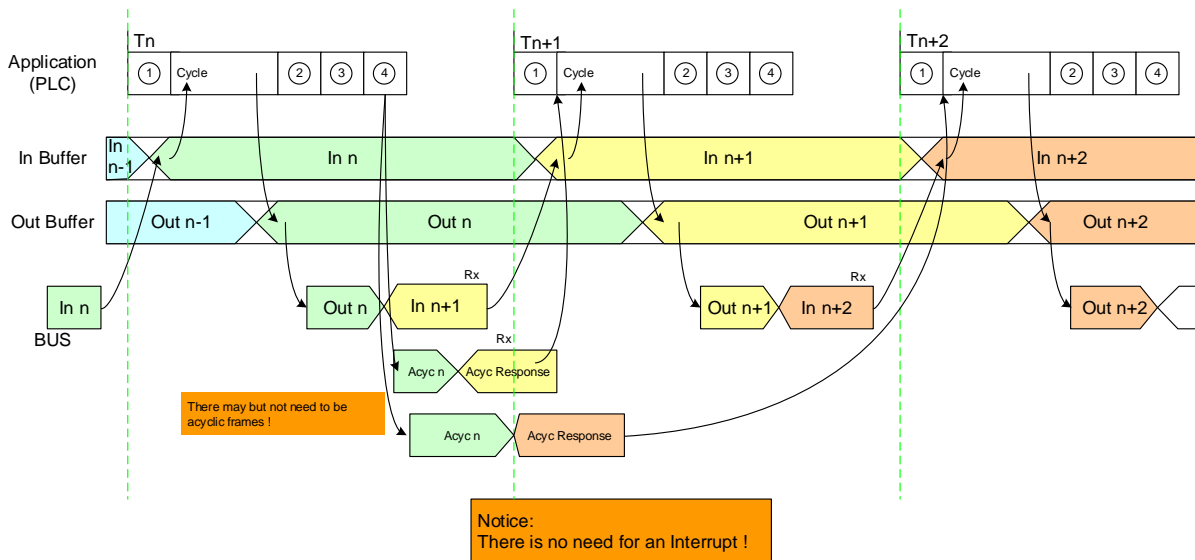 Tn
Tn+1
Tn+2
Application
(PLC)
① Cycle ② ③ ④
① Cycle ② ③ ④
① Cycle ② ③ ④
In Buffer
In
n-1
In n
In n+1
In n+2
Out Buffer
Out n-1
Out n
Out n+1
Out n+2
Rx
Rx
In n
Out n
In n+1
Out n+1
In n+2
Out n+2
BUS
Rx
Acyc n
Acyc Response
There may but not need to be
acyclic frames !
Acyc n
Acyc Response
Notice:
There is no need for an Interrupt !